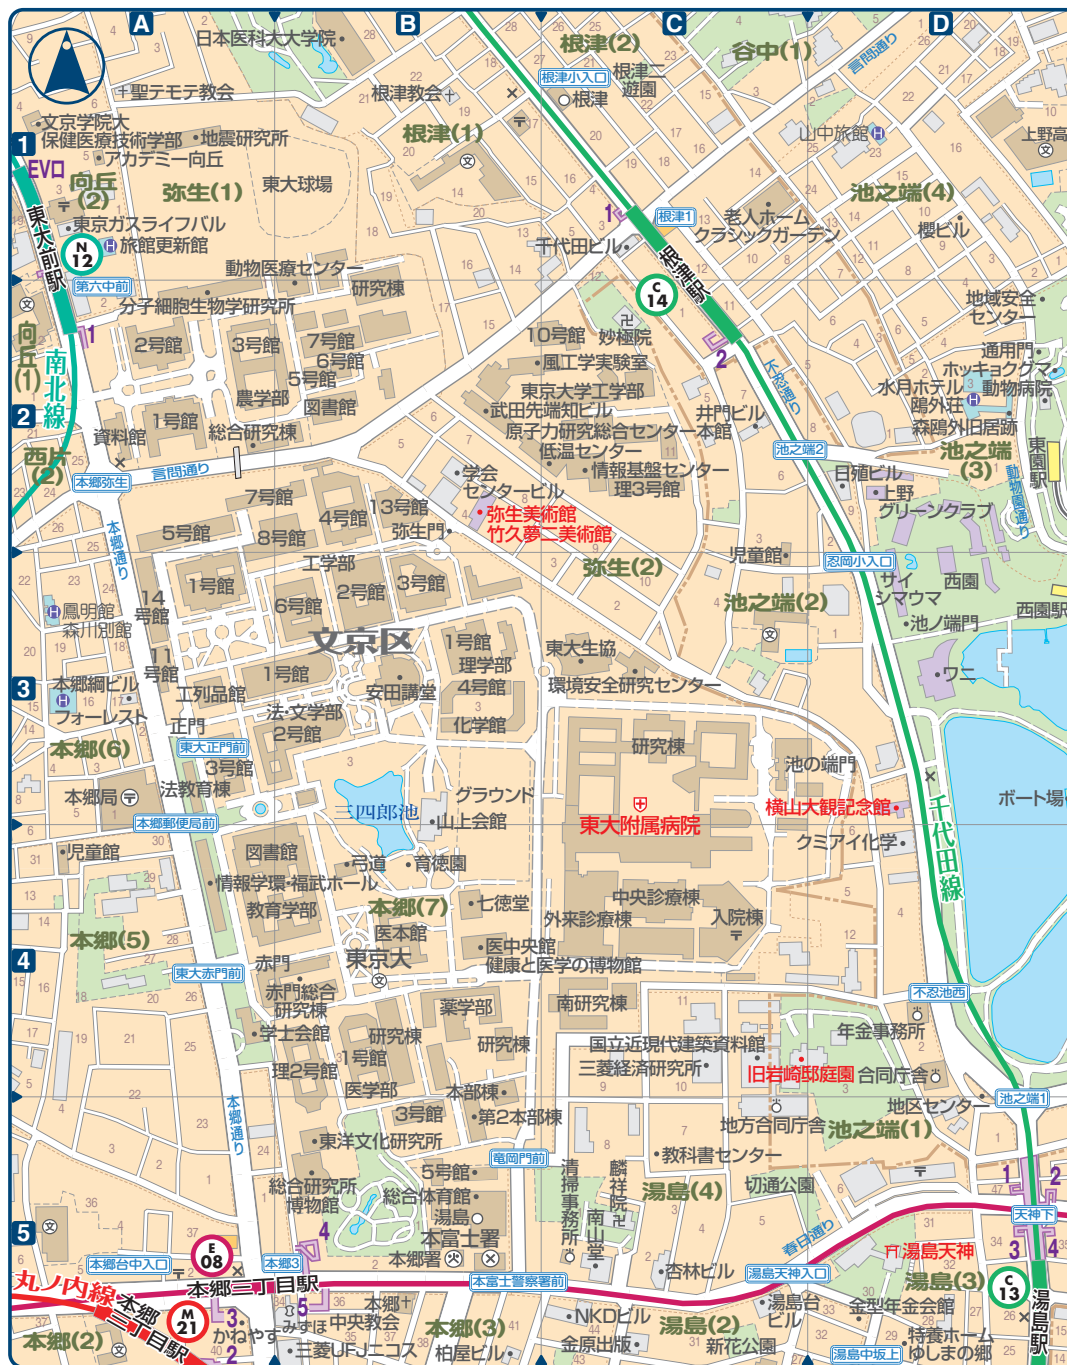 A
B
C
D
日本医科大大学院
根津(2)
谷中(1)
言問通り
根津小入口
根津二
遊園
根津
聖テモテ教会
根津教会
山中旅館
上野高
文京学院大
保健医療技術学部
地震研究所
アカデミー向丘
根津(1)
1
EVロ
向丘
(2)
弥生(1)
東大球場
池之端(4)
東大前駅
東京ガスライフバル
旅館更新館
N
12
1
根津1
老人ホーム
クラシックガーデン
櫻ビル
千代田ビル
根津駅
動物医療センター
第六中前
研究棟
C
14
分子細胞生物学研究所
地域安全
センター
向丘
(1)
1
南北線
2号館
3号館
7号館
6号館
5号館
10号館
妙極院
2
不忍通り
通用門
ホッキョクグマ
風工学実験室
水月ホテル
鴎外荘
動物病院
農学部
図書館
東京大学工学部
武田先端知ビル
井門ビル
森鴎外旧居跡
2
1号館
資料館
総合研究棟
原子力研究総合センター本館
低温センター
池之端2
池之端
(3)
東園駅
西片
(2)
言問通り
本郷弥生
学会
センタービル
情報基盤センター
理3号館
日殖ビル
上野
グリーンクラブ
動物園通り
7号館
4号館
13号館
弥生美術館
竹久夢二美術館
本郷通り
5号館
8号館
弥生門
工学部
弥生(2)
児童館
忍岡小入口
1号館
2号館
3号館
サイ
シマウマ
西園
14
号館
6号館
池之端(2)
西園駅
鳳明館
森川別館
文京区
池ノ端門
11
号館
1号館
1号館
理学部
東大生協
ワニ
3
本郷綱ビル
工列品館
安田講堂
4号館
環境安全研究センター
フォーレスト
正門
法・文学部
2号館
化学館
本郷(6)
東大正門前
3号館
研究棟
池の端門
法教育棟
本郷局
グラウンド
三四郎池
横山大観記念館
ボート場
本郷郵便局前
山上会館
東大附属病院
クミアイ化学
千代田線
児童館
図書館
弓道
育徳園
情報学環・福武ホール
教育学部
本郷(7)
七徳堂
中央診療棟
外来診療棟
入院棟
本郷(5)
医本館
医中央館
4
東大赤門前
赤門
東京大
健康と医学の博物館
赤門総合
研究棟
南研究棟
不忍池西
学士会館
薬学部
年金事務所
研究棟
研究棟
国立近現代建築資料館
1号館
理2号館
三菱経済研究所
旧岩崎邸庭園
合同庁舎
医学部
本部棟
本郷通り
3号館
第2本部棟
地区センター
池之端1
地方合同庁舎
池之端(1)
東洋文化研究所
竜岡門前
教科書センター
5号館
総合研究所
博物館
総合体育館
清掃事務所
麟祥院
湯島(4)
切通公園
1
2
湯島
天神下
5
4
本富士署
南山堂
春日通り
3
4
E
08
本郷台中入口
本郷3
本郷署
湯島天神
丸ノ内線
本郷三丁目駅
本富士警察署前
杏林ビル
湯島天神入口
湯島(3)
C
13
本郷三丁目駅
M
21
3
5
本郷
中央教会
NKDビル
湯島台
ビル
金型年金会館
湯島駅
本郷(2)
かねやす
みずほ
本郷(3)
金原出版
湯島(2)
新花公園
特養ホーム
ゆしまの郷
2
三菱UFJニコス
柏屋ビル
湯島中坂上